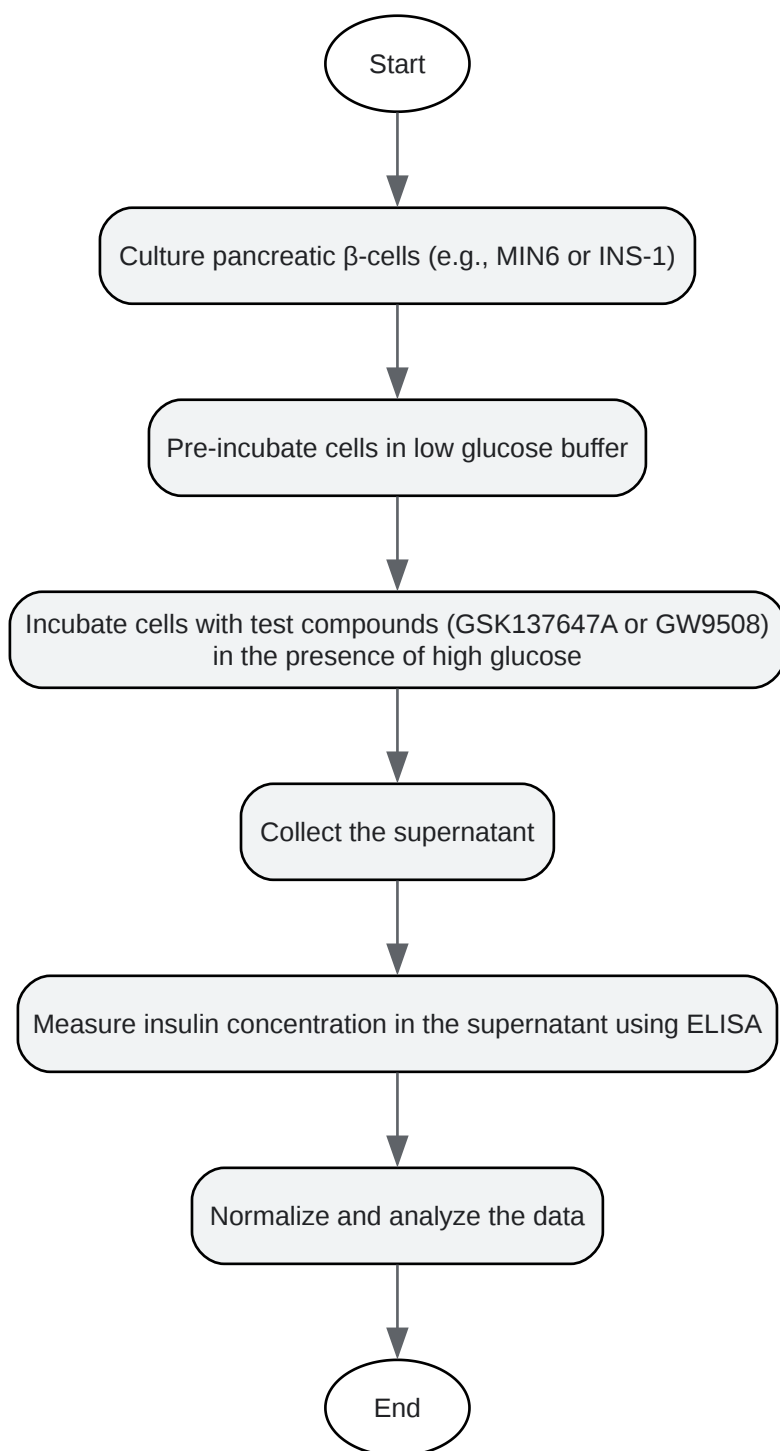 Start
Culture pancreatic β-cells (e.g., MIN6 or INS-1)
Pre-incubate cells in low glucose buffer
Incubate cells with test compounds (GSK137647A or GW9508)
in the presence of high glucose
Collect the supernatant
Measure insulin concentration in the supernatant using ELISA
Normalize and analyze the data
End